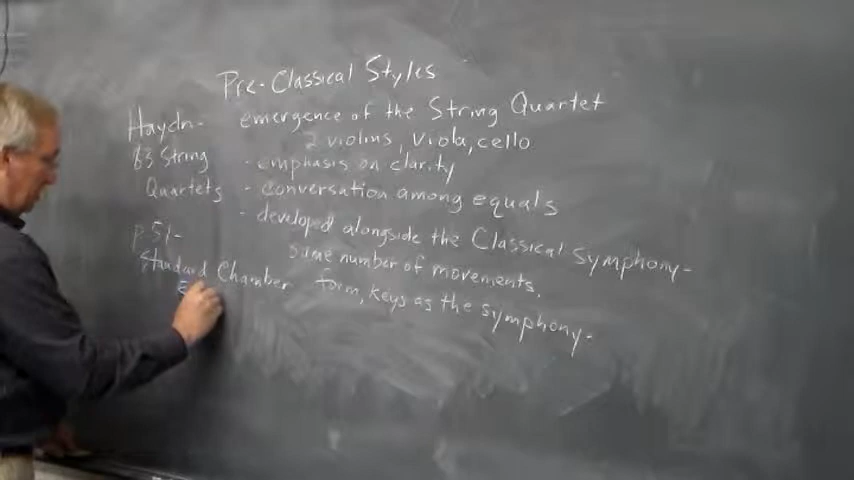 Pre-Classical Styles
Haydn- emergence of the String Quartet
2 violins, Viola, cello
83 String · emphasis on clarity
Quartets - conversation among equals
- developed alongside the Classical Symphony-
p.51-
same number of movements,
Standard Chamber form, keys as the symphony-
E